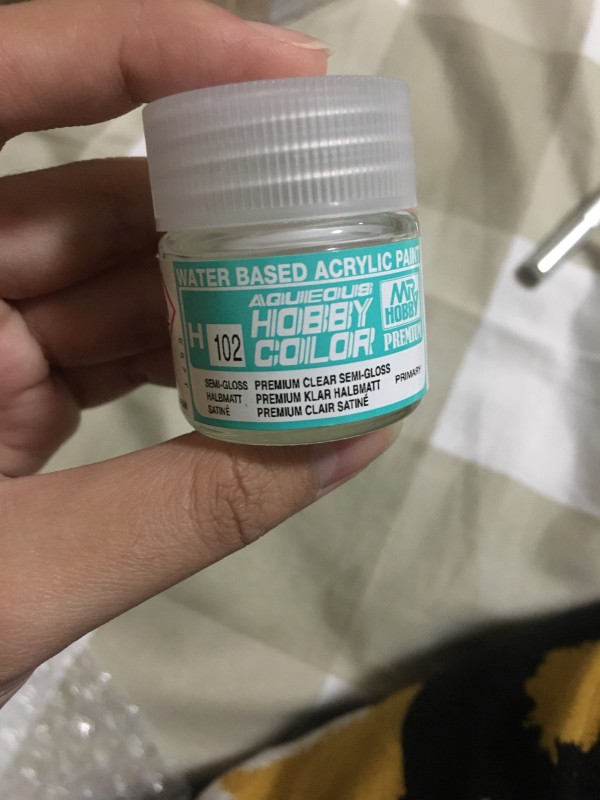 WATER BASED ACRYLIC PAINT
AQUEOUS
HOBBY
COLOR
H 102
Mr.
HOBBY
PREMIUM
SEMI-GLOSS PREMIUM CLEAR SEMI-GLOSS
HALBMATT PREMIUM KLAR HALBMATT
SATINÉ PREMIUM CLAIR SATINÉ
PRIMARY